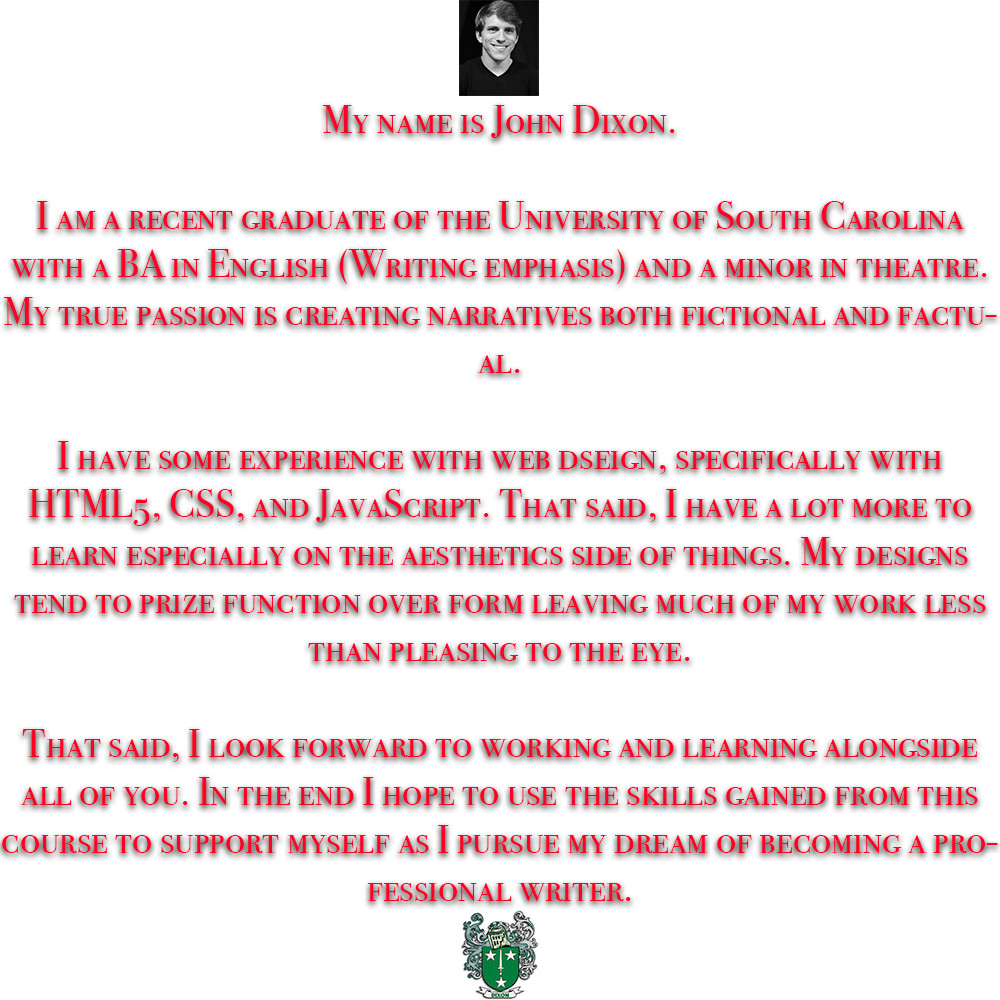 My name is John Dixon.
I am a recent graduate of the University of South Carolina
with a BA in English (Writing emphasis) and a minor in theatre.
My true passion is creating narratives both fictional and factu-
al.
I have some experience with web dseign, specifically with
HTML5, CSS, and JavaScript. That said, I have a lot more to
learn especially on the aesthetics side of things. My designs
tend to prize function over form leaving much of my work less
than pleasing to the eye.
That said, I look forward to working and learning alongside
all of you. In the end I hope to use the skills gained from this
course to support myself as I pursue my dream of becoming a pro-
fessional writer.
DIXON